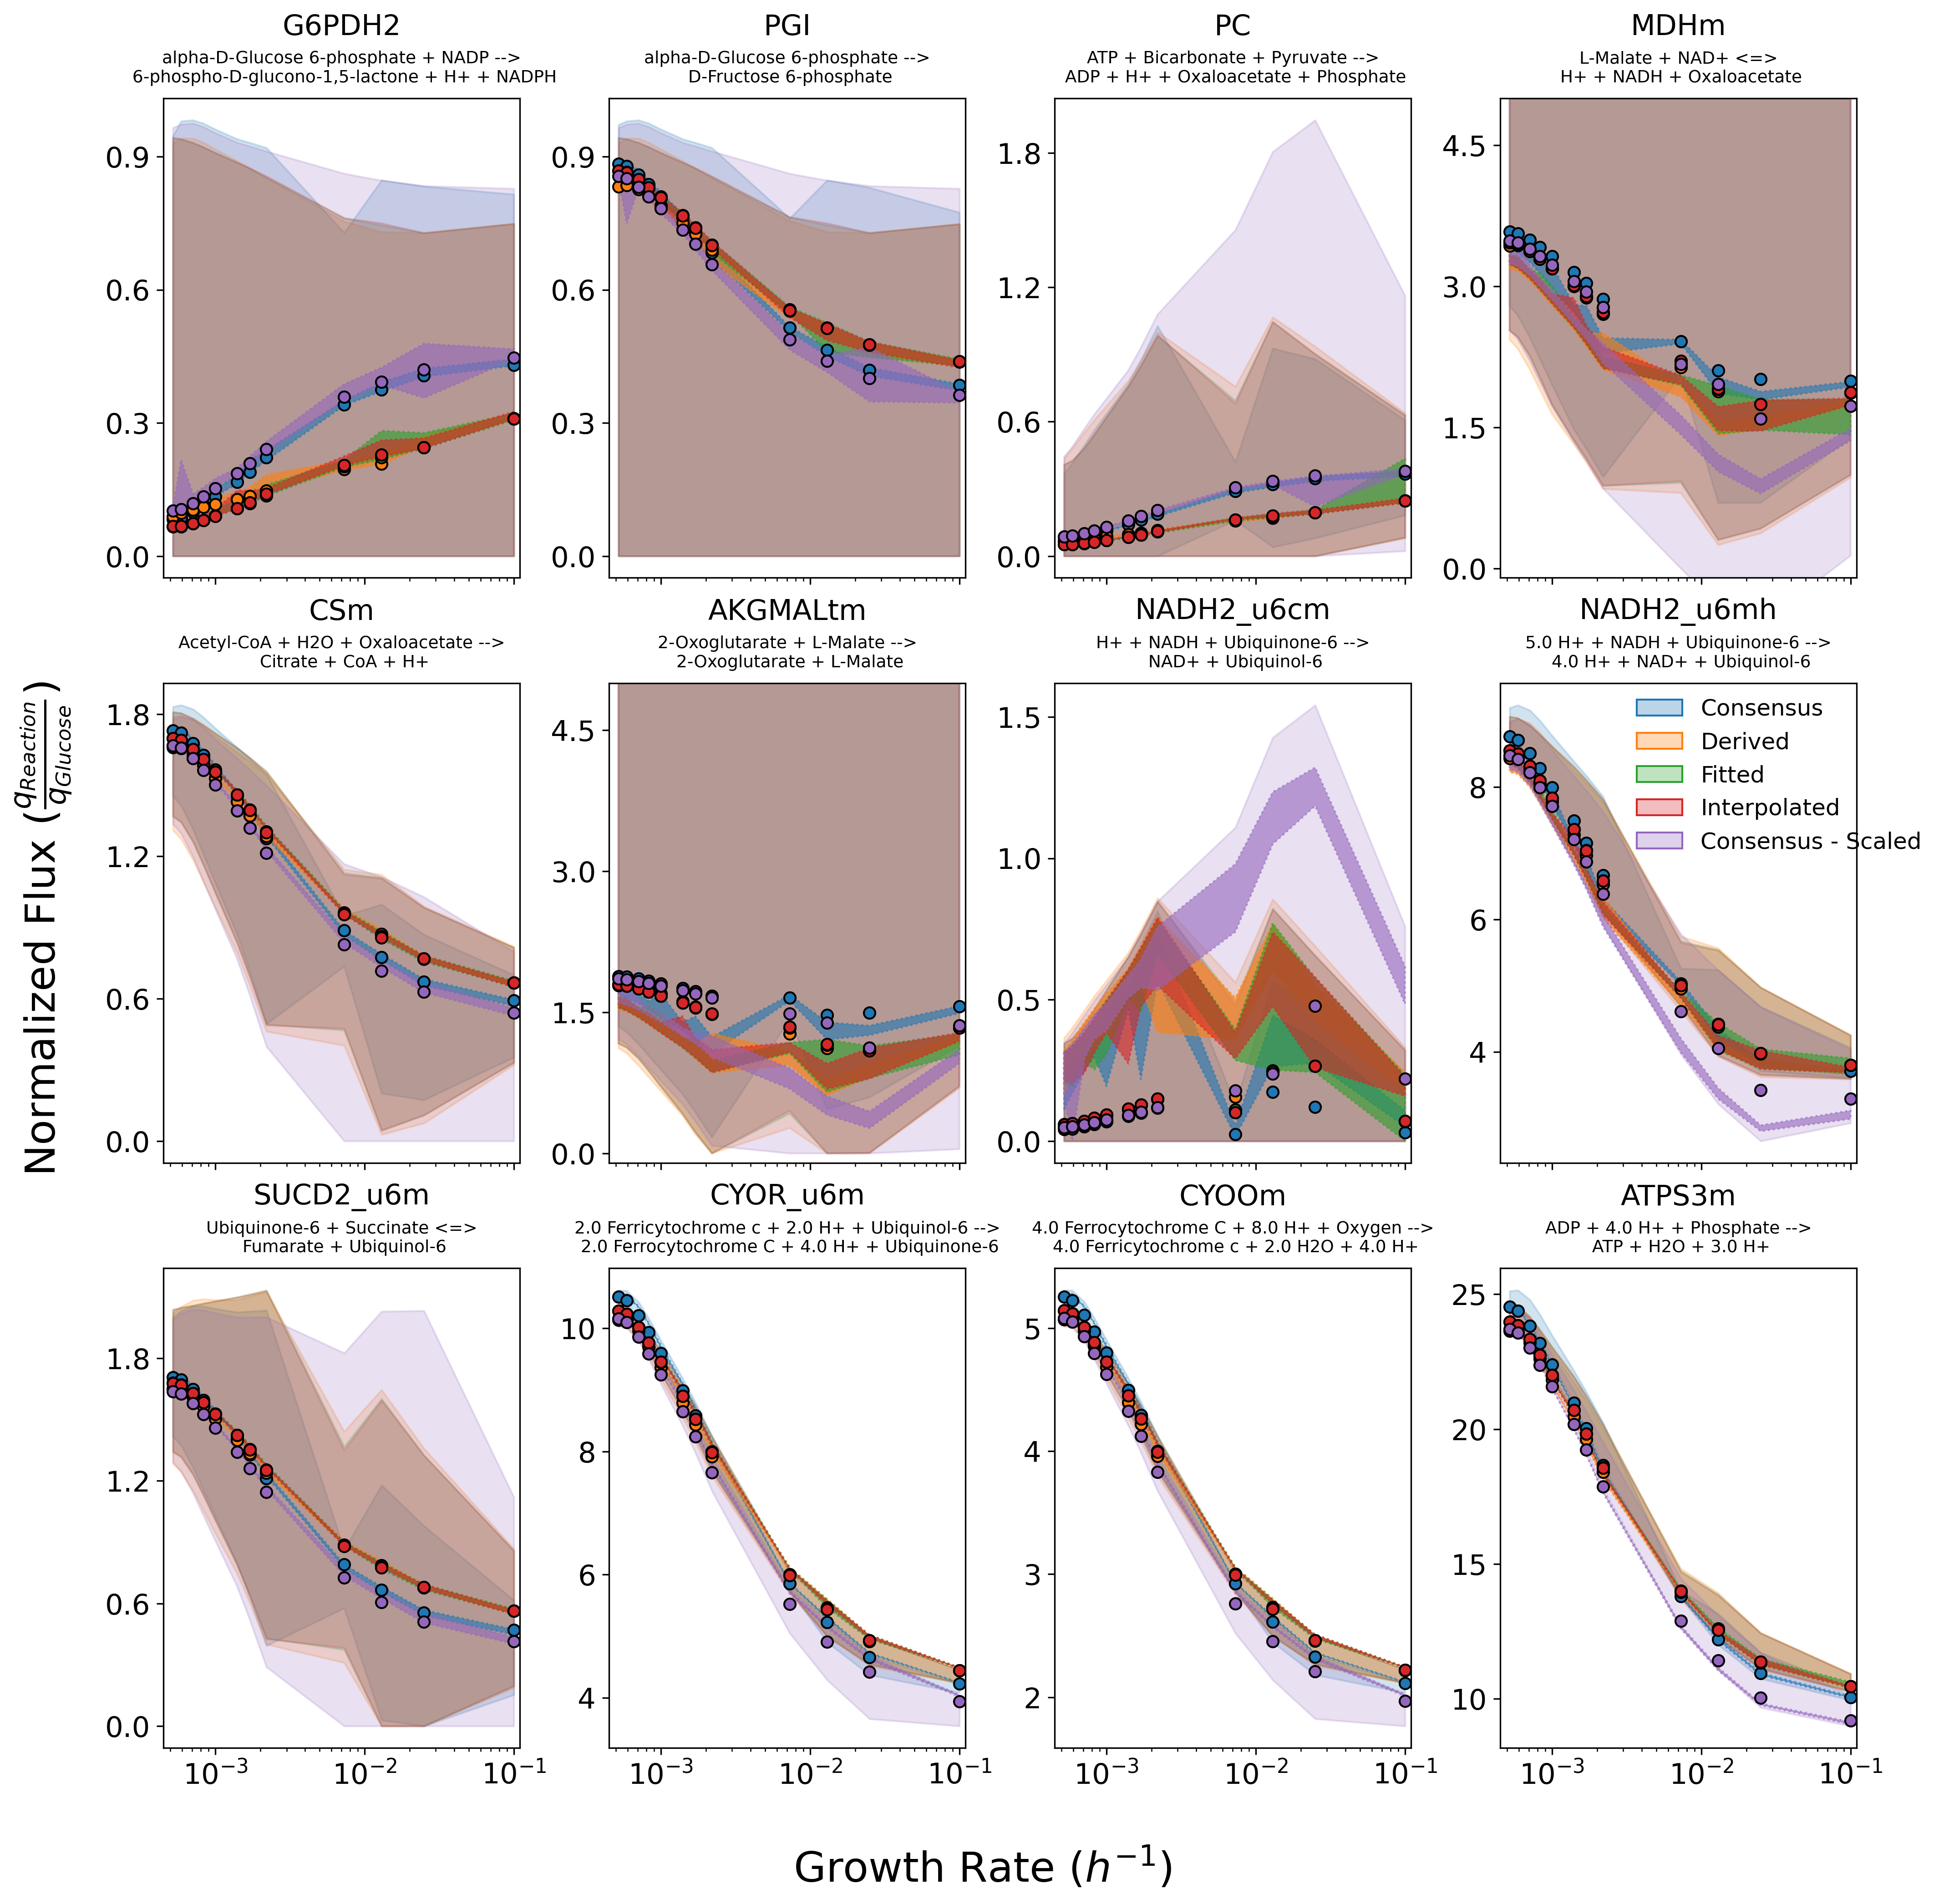 G6PDH2
alpha-D-Glucose 6-phosphate + NADP -->
6-phospho-D-glucono-1,5-lactone + H+ + NADPH
0.9
0.6
0.3
0.0
PGI
alpha-D-Glucose 6-phosphate -->
D-Fructose 6-phosphate
0.9
0.6
0.3
0.0
PC
ATP + Bicarbonate + Pyruvate -->
ADP + H+ + Oxaloacetate + Phosphate
1.8
1.2
0.6
0.0
MDHm
L-Malate + NAD+ <=>
H+ + NADH + Oxaloacetate
4.5
3.0
1.5
0.0
CSm
Acetyl-CoA + H2O + Oxaloacetate -->
Citrate + CoA + H+
1.8
1.2
0.6
0.0
AKGMALtm
2-Oxoglutarate + L-Malate -->
2-Oxoglutarate + L-Malate
4.5
3.0
1.5
0.0
NADH2_u6cm
H+ + NADH + Ubiquinone-6 -->
NAD+ + Ubiquinol-6
1.5
1.0
0.5
0.0
NADH2_u6mh
5.0 H+ + NADH + Ubiquinone-6 -->
4.0 H+ + NAD+ + Ubiquinol-6
8
6
4
Consensus
Derived
Fitted
Interpolated
Consensus - Scaled
SUCD2_u6m
Ubiquinone-6 + Succinate <=>
Fumarate + Ubiquinol-6
1.8
1.2
0.6
0.0
10⁻³ 10⁻² 10⁻¹
CYOR_u6m
2.0 Ferricytochrome c + 2.0 H+ + Ubiquinol-6 -->
2.0 Ferrocytochrome C + 4.0 H+ + Ubiquinone-6
10
8
6
4
10⁻³ 10⁻² 10⁻¹
CYOOm
4.0 Ferrocytochrome C + 8.0 H+ + Oxygen -->
4.0 Ferricytochrome c + 2.0 H2O + 4.0 H+
5
4
3
2
10⁻³ 10⁻² 10⁻¹
ATPS3m
ADP + 4.0 H+ + Phosphate -->
ATP + H2O + 3.0 H+
25
20
15
10
10⁻³ 10⁻² 10⁻¹
Normalized Flux (qReaction/qGlucose)
Growth Rate (h⁻¹)